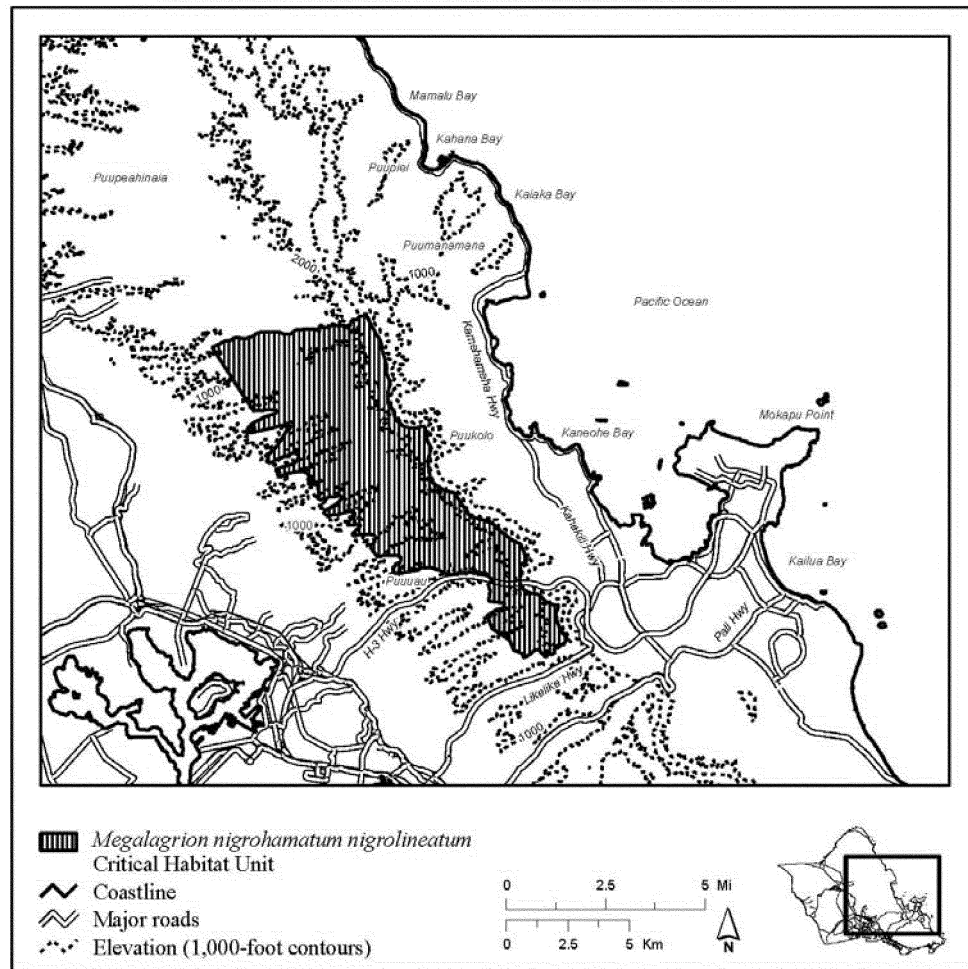 Mamalu Bay
Kahana Bay
Puupiei
Puupeahinaia
Kalaka Bay
Puumanamana
2000
1000
Pacific Ocean
Kamehameha Hwy
1000
Mokapu Point
Puukolo
Kaneohe Bay
1000
Kahekili Hwy
Kailua Bay
Puuuau
H-3 Hwy
Pali Hwy
Likelike Hwy
1000
Megalagrion nigrohamatum nigrolineatum
Critical Habitat Unit
Coastline
Major roads
Elevation (1,000-foot contours)
0 2.5 5 Mi
0 2.5 5 Km
N